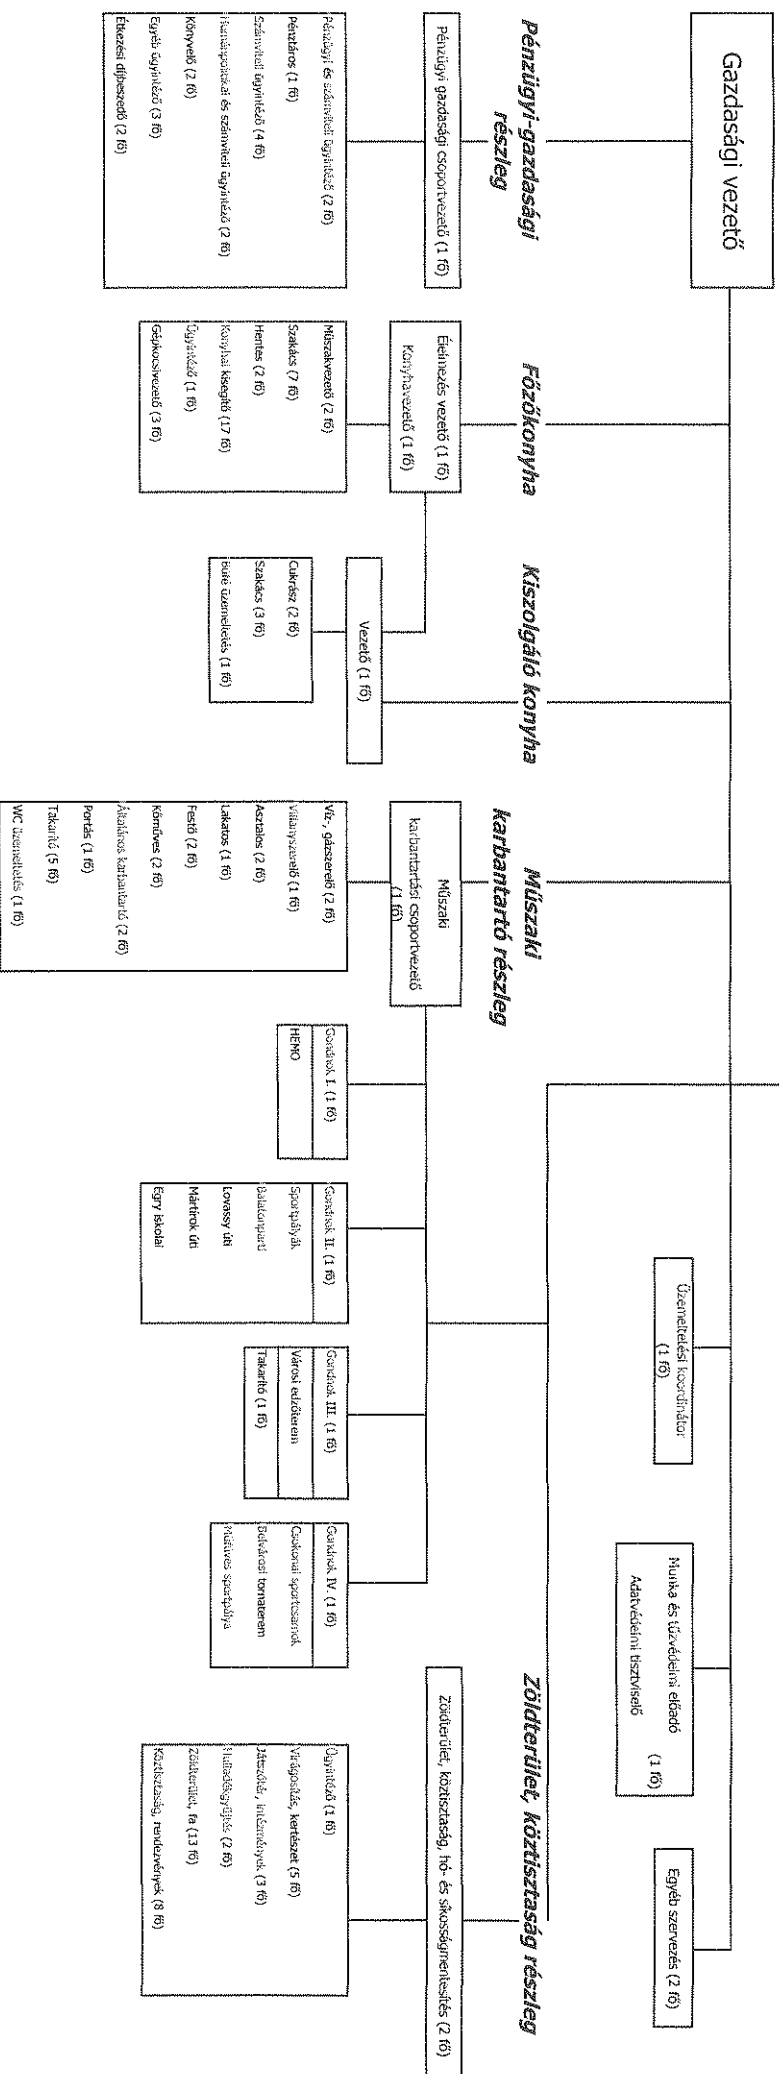 Gazdasági vezető
Pénzügyi-gazdasági
részleg
Pénzügyi gazdasági csoportvezető (1 fő)
Pénzügyi és számviteli ügyintéző (2 fő)
Pénztáros (1 fő)
Számviteli ügyintéző (4 fő)
Humánpolitikai és számviteli ügyintéző (2 fő)
Könyvelő (2 fő)
Egyéb ügyintéző (3 fő)
Étkezési díjbeszedő (2 fő)
Főzőkonyha
Élelmezés vezető (1 fő)
Konyhavezető (1 fő)
Műszakvezető (2 fő)
Szakács (7 fő)
Hentes (2 fő)
Konyhai kisegítő (17 fő)
Ügyintéző (1 fő)
Gépkocsivezető (3 fő)
Kiszolgáló konyha
Vezető (1 fő)
Cukrász (2 fő)
Szakács (3 fő)
Büfé üzemeltetés (1 fő)
Műszaki
karbantartó részleg
Műszaki
karbantartási csoportvezető
(1 fő)
Víz-, gázszerelő (2 fő)
Villanyszerelő (1 fő)
Asztalos (2 fő)
Lakatos (1 fő)
Festő (2 fő)
Kőműves (2 fő)
Általános karbantartó (2 fő)
Portás (1 fő)
Takarító (5 fő)
WC üzemeltetés (1 fő)
Gondnok I. (1 fő)
HEMO
Gondnok II. (1 fő)
Sportpályák
Balatonparti
Lovassy úti
Mártírok úti
Egry iskolai
Gondnok III. (1 fő)
Városi edzőterem
Takarító (1 fő)
Gondnok IV. (1 fő)
Csokonai sportcsarnok
Belvárosi tornaterem
Műfüves sportpálya
Üzemeltetési koordinátor
(1 fő)
Munka és tűzvédelmi előadó
(1 fő)
Adatvédelmi tisztviselő
Egyéb szervezés (2 fő)
Zöldterület, köztisztaság részleg
Zöldterület, köztisztaság, hó- és síkosságmentesítés (2 fő)
Ügyintéző (1 fő)
Virágosítás, kertészet (5 fő)
Játszótér, intézmények (3 fő)
Hulladékgyűjtés (2 fő)
Zöldterület, fa (13 fő)
Köztisztaság, rendezvények (8 fő)